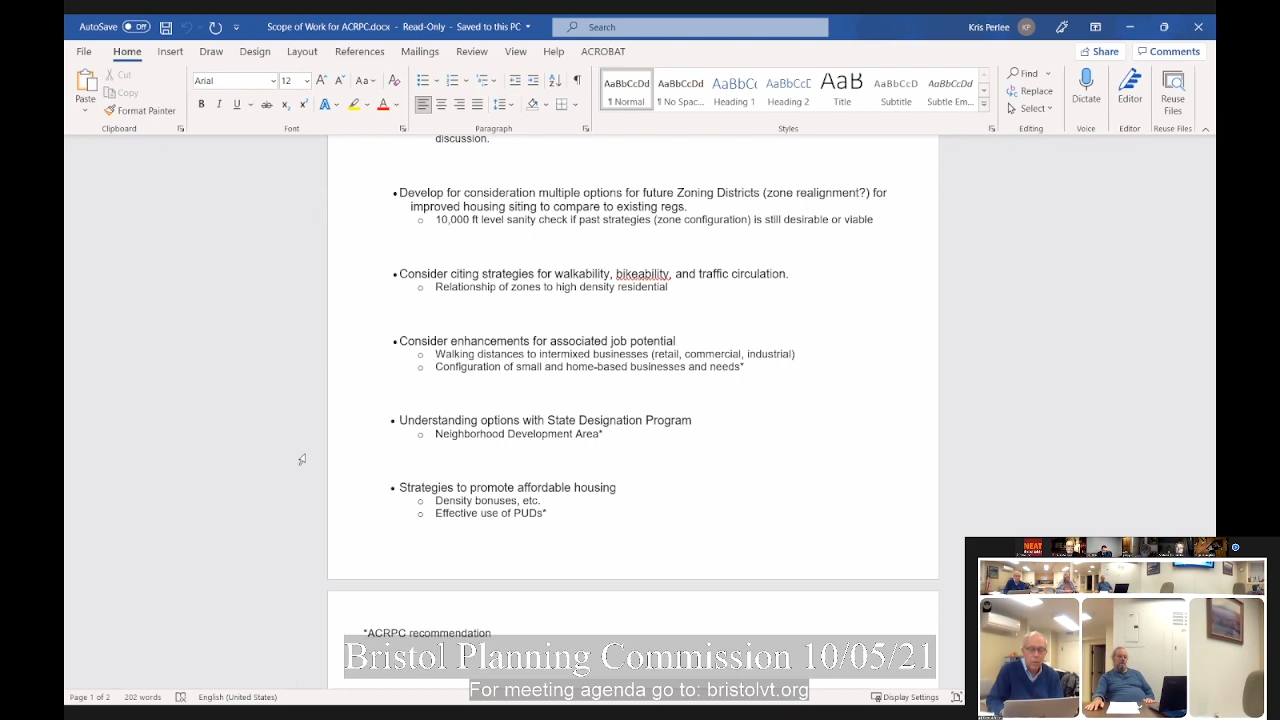 AutoSave Off Scope of Work for ACRPC.docx - Read-Only - Saved to this PC Search Kris Perlee KP
File Home Insert Draw Design Layout References Mailings Review View Help ACROBAT Share Comments
Paste Cut Copy Format Painter
Arial 12 Aa
B I U ab x₂ x² A A
AaBbCcDd AaBbCcDd AaBbCc AaBbCcE AaB AaBbCcD AaBbCcDd
¶ Normal ¶ No Spac... Heading 1 Heading 2 Title Subtitle Subtle Em...
Find Replace Select
Dictate Editor Reuse Files
Clipboard Font Paragraph Styles Editing Voice Editor Reuse Files
discussion.
• Develop for consideration multiple options for future Zoning Districts (zone realignment?) for
improved housing siting to compare to existing regs.
o 10,000 ft level sanity check if past strategies (zone configuration) is still desirable or viable
• Consider citing strategies for walkability, bikeability, and traffic circulation.
o Relationship of zones to high density residential
• Consider enhancements for associated job potential
o Walking distances to intermixed businesses (retail, commercial, industrial)
o Configuration of small and home-based businesses and needs*
• Understanding options with State Designation Program
o Neighborhood Development Area*
• Strategies to promote affordable housing
o Density bonuses, etc.
o Effective use of PUDs*
*ACRPC recommendation
Bristol Planning Commission 10/05/21
For meeting agenda go to: bristolvt.org
Page 1 of 2 202 words English (United States) Display Settings
NEAT